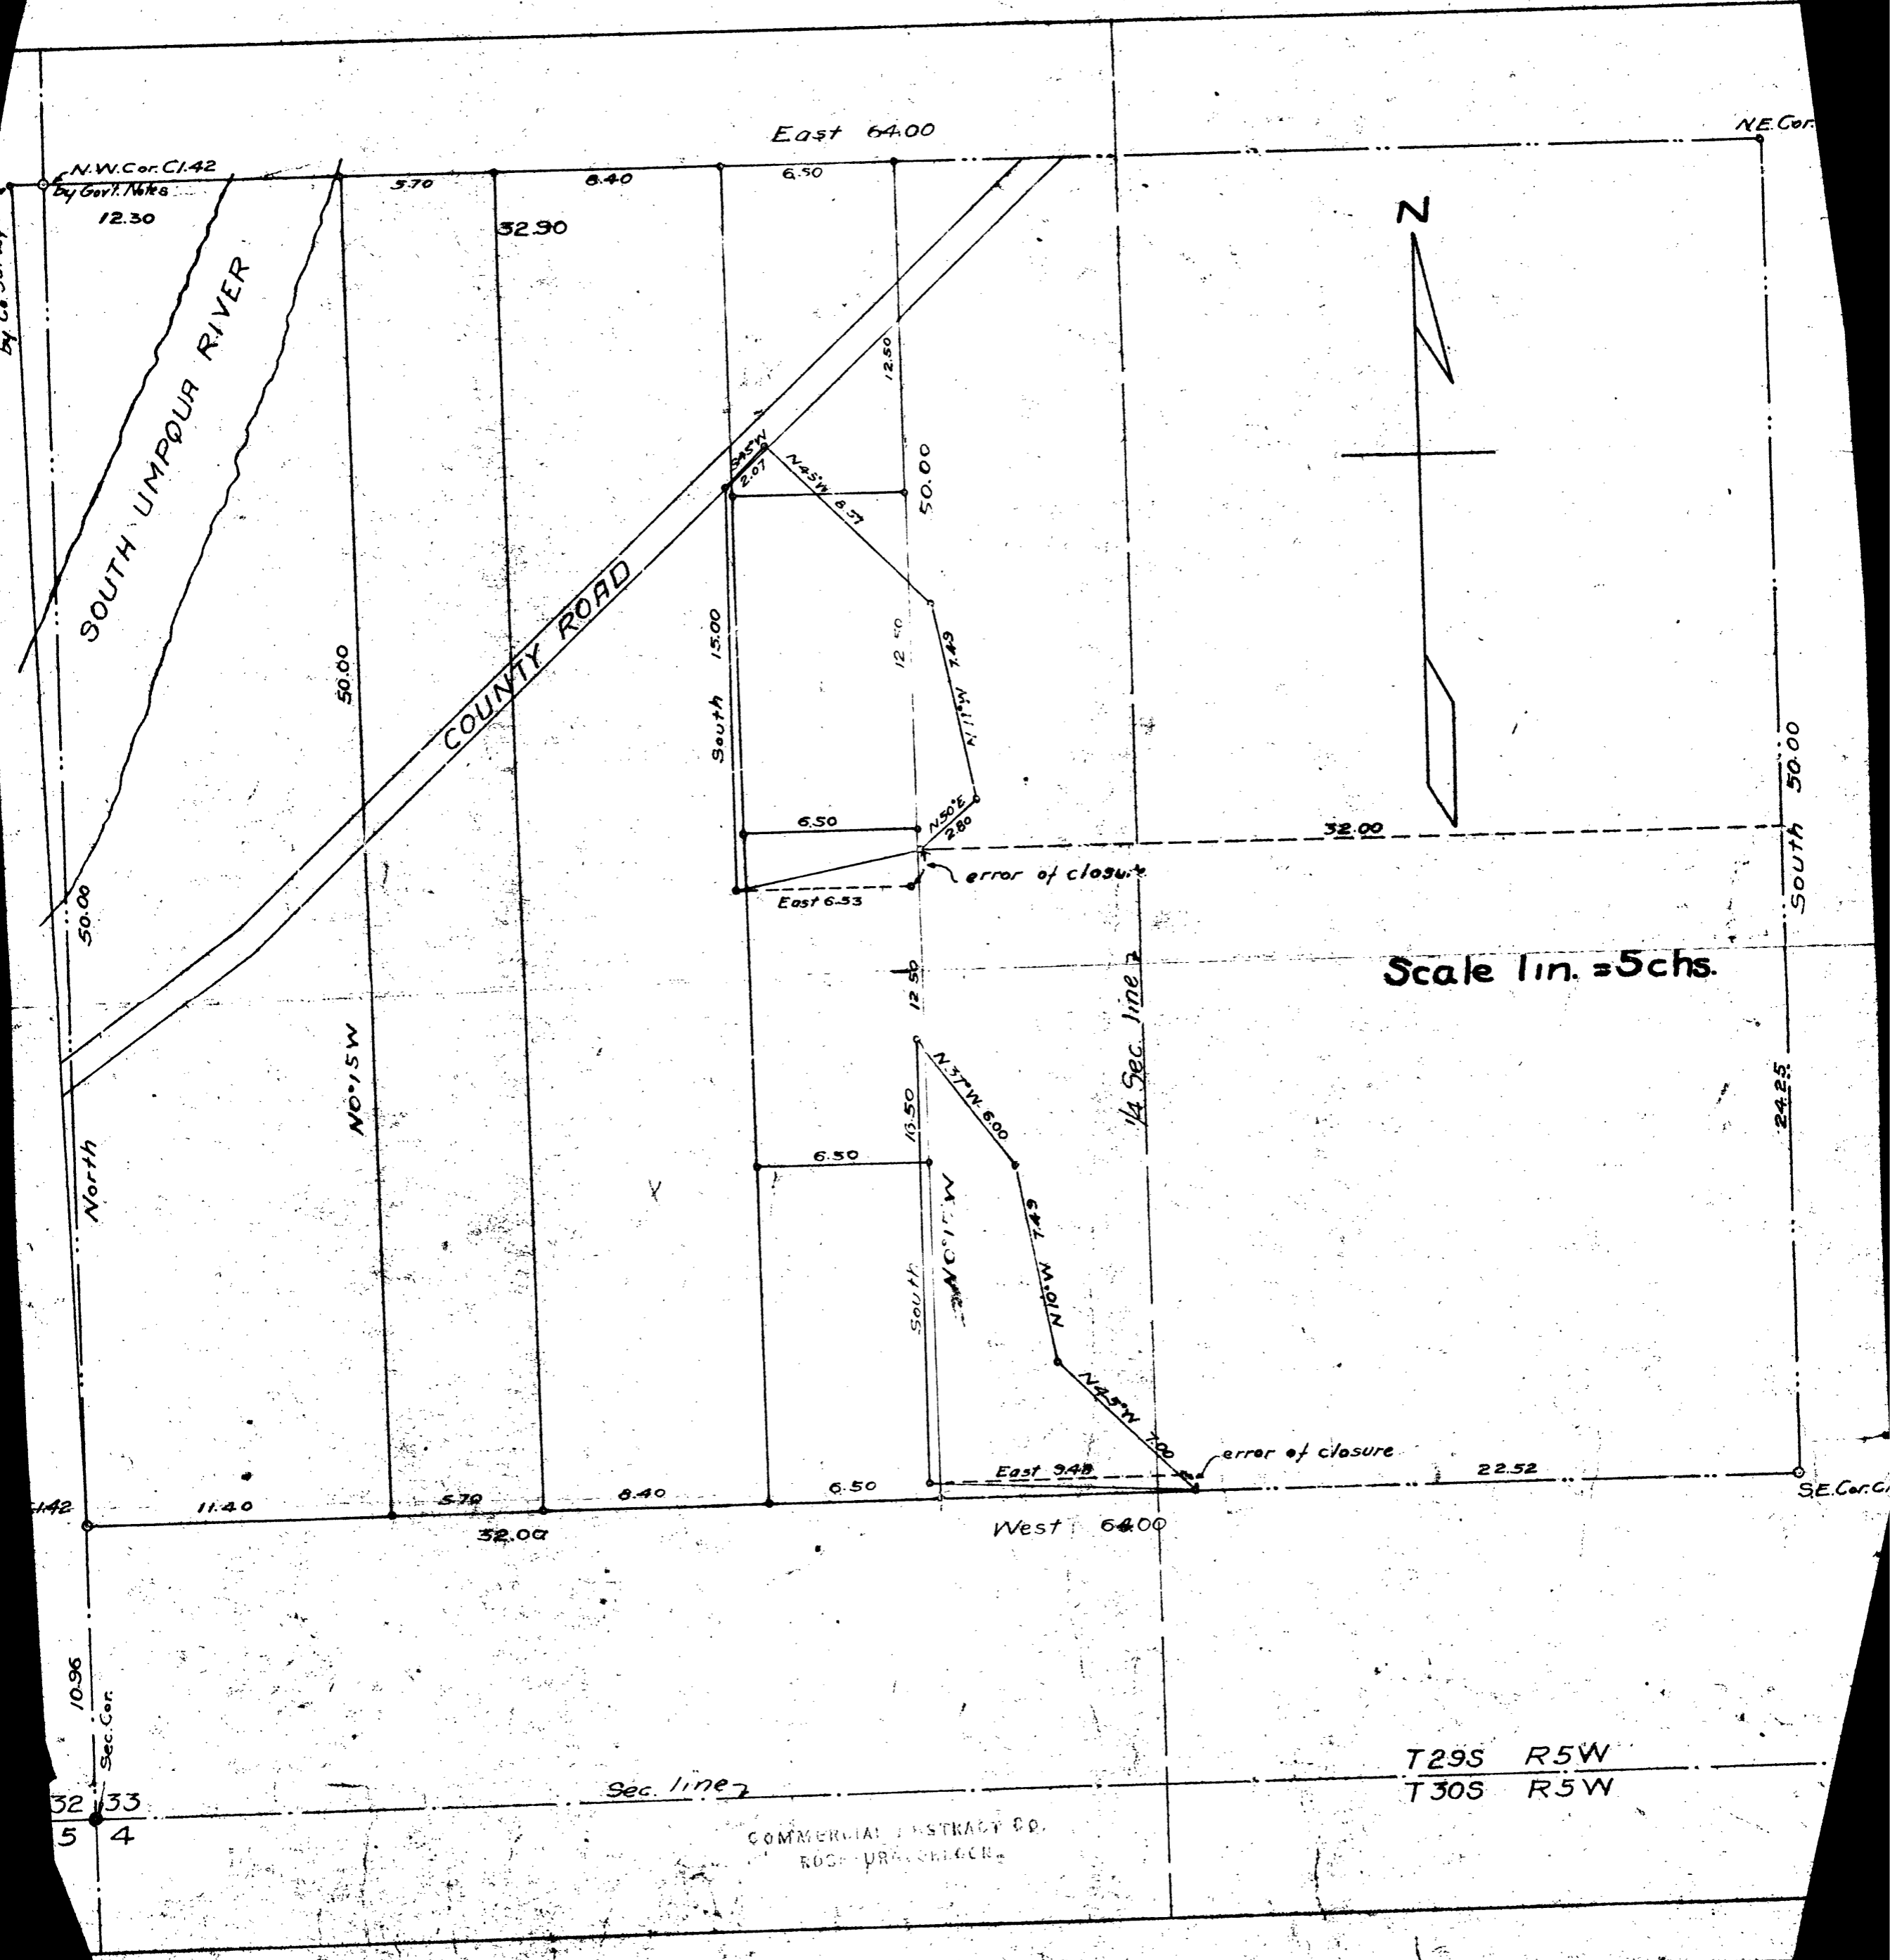 East 64.00
N.E. Cor.
N.W. Cor. Cl. 42
by Gov't. Notes
12.30
5.70
8.40
6.50
32.90
N
SOUTH UMPQUA RIVER
12.50
S45°W
2.07
N45°W 8.57
50.00
COUNTY ROAD
50.00
South 15.00
12.50
N11°W 7.49
6.50
N50°E
2.80
32.00
error of closure
East 6.53
South 50.00
50.00
12.50
1/4 Sec. line
Scale 1in. = 5chs.
N0°15W
North
N.37°W. 6.00
16.50
South
6.50
N10°W 7.49
24.25
N45°W 7.00
error of closure
East 9.48
22.52
S.E. Cor. Cl
11.40
5.70
8.40
6.50
32.00
West 64.00
10.96
Sec. Cor.
T29S R5W
T30S R5W
Sec. line
32 33
5 4
COMMERCIAL ABSTRACT CO.